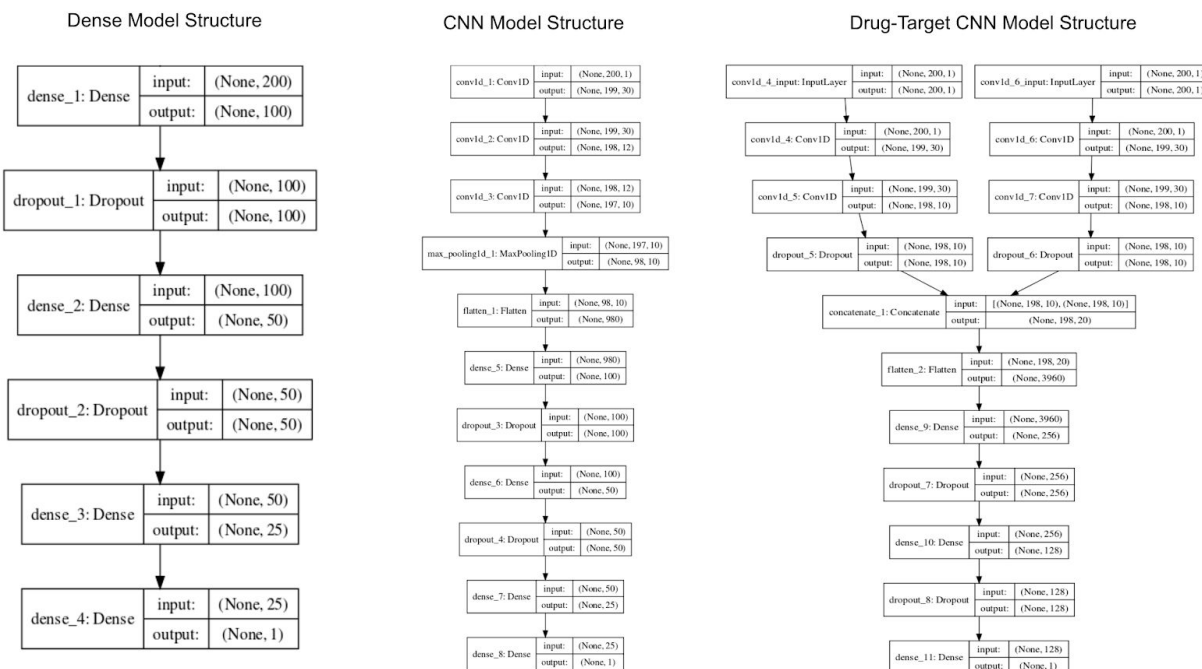 Dense Model Structure
dense_1: Dense
input: (None, 200)
output: (None, 100)
dropout_1: Dropout
input: (None, 100)
output: (None, 100)
dense_2: Dense
input: (None, 100)
output: (None, 50)
dropout_2: Dropout
input: (None, 50)
output: (None, 50)
dense_3: Dense
input: (None, 50)
output: (None, 25)
dense_4: Dense
input: (None, 25)
output: (None, 1)
CNN Model Structure
conv1d_1: Conv1D
input: (None, 200, 1)
output: (None, 199, 30)
conv1d_2: Conv1D
input: (None, 199, 30)
output: (None, 198, 12)
conv1d_3: Conv1D
input: (None, 198, 12)
output: (None, 197, 10)
max_pooling1d_1: MaxPooling1D
input: (None, 197, 10)
output: (None, 98, 10)
flatten_1: Flatten
input: (None, 98, 10)
output: (None, 980)
dense_5: Dense
input: (None, 980)
output: (None, 100)
dropout_3: Dropout
input: (None, 100)
output: (None, 100)
dense_6: Dense
input: (None, 100)
output: (None, 50)
dropout_4: Dropout
input: (None, 50)
output: (None, 50)
dense_7: Dense
input: (None, 50)
output: (None, 25)
dense_8: Dense
input: (None, 25)
output: (None, 1)
Drug-Target CNN Model Structure
conv1d_4_input: InputLayer
input: (None, 200, 1)
output: (None, 200, 1)
conv1d_6_input: InputLayer
input: (None, 200, 1)
output: (None, 200, 1)
conv1d_4: Conv1D
input: (None, 200, 1)
output: (None, 199, 30)
conv1d_6: Conv1D
input: (None, 200, 1)
output: (None, 199, 30)
conv1d_5: Conv1D
input: (None, 199, 30)
output: (None, 198, 10)
conv1d_7: Conv1D
input: (None, 199, 30)
output: (None, 198, 10)
dropout_5: Dropout
input: (None, 198, 10)
output: (None, 198, 10)
dropout_6: Dropout
input: (None, 198, 10)
output: (None, 198, 10)
concatenate_1: Concatenate
input: [(None, 198, 10), (None, 198, 10)]
output: (None, 198, 20)
flatten_2: Flatten
input: (None, 198, 20)
output: (None, 3960)
dense_9: Dense
input: (None, 3960)
output: (None, 256)
dropout_7: Dropout
input: (None, 256)
output: (None, 256)
dense_10: Dense
input: (None, 256)
output: (None, 128)
dropout_8: Dropout
input: (None, 128)
output: (None, 128)
dense_11: Dense
input: (None, 128)
output: (None, 1)